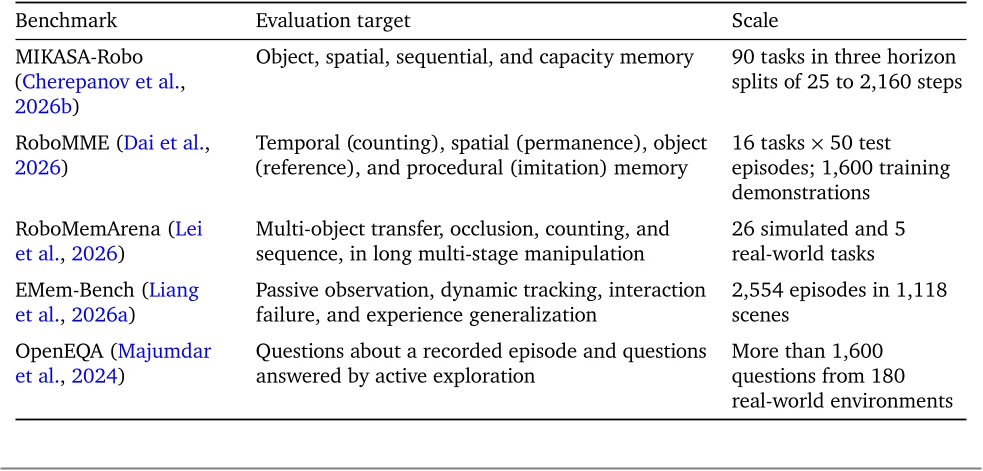 Benchmark Evaluation target Scale
MIKASA-Robo Object, spatial, sequential, and capacity memory 90 tasks in three horizon
(Cherepanov et al., splits of 25 to 2,160 steps
2026b)
RoboMME (Dai et al., Temporal (counting), spatial (permanence), object 16 tasks × 50 test
2026) (reference), and procedural (imitation) memory episodes; 1,600 training
demonstrations
RoboMemArena (Lei Multi-object transfer, occlusion, counting, and 26 simulated and 5
et al., 2026) sequence, in long multi-stage manipulation real-world tasks
EMem-Bench (Liang Passive observation, dynamic tracking, interaction 2,554 episodes in 1,118
et al., 2026a) failure, and experience generalization scenes
OpenEQA (Majumdar Questions about a recorded episode and questions More than 1,600
et al., 2024) answered by active exploration questions from 180
real-world environments